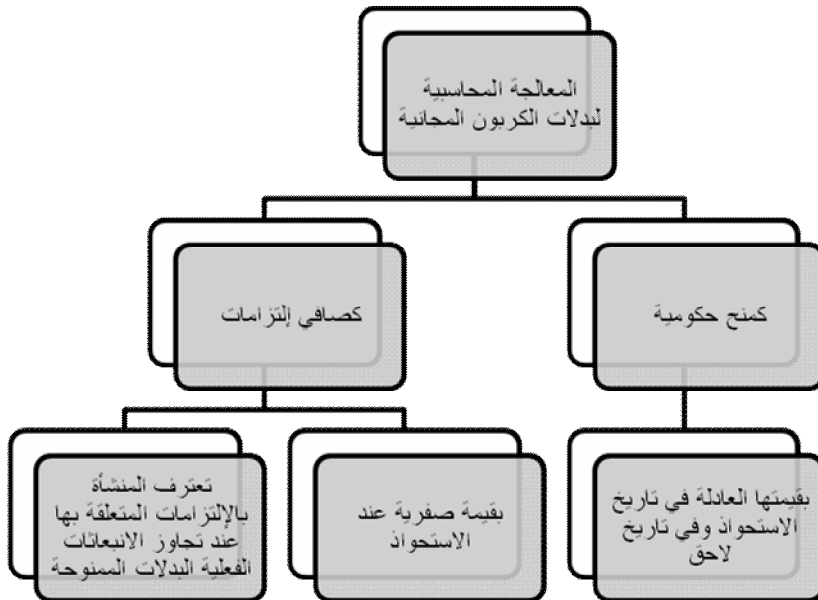 المعالجة المحاسبية
لبدلات الكربون المجانية
كمنح حكومية
كصافي إلتزامات
بقيمتها العادلة في تاريخ
الاستحواذ وفي تاريخ
لاحق
بقيمة صفرية عند
الاستحواذ
تعترف المنشأة
بالإلتزامات المتعلقة بها
عند تجاوز الانبعاثات
الفعلية البدلات الممنوحة